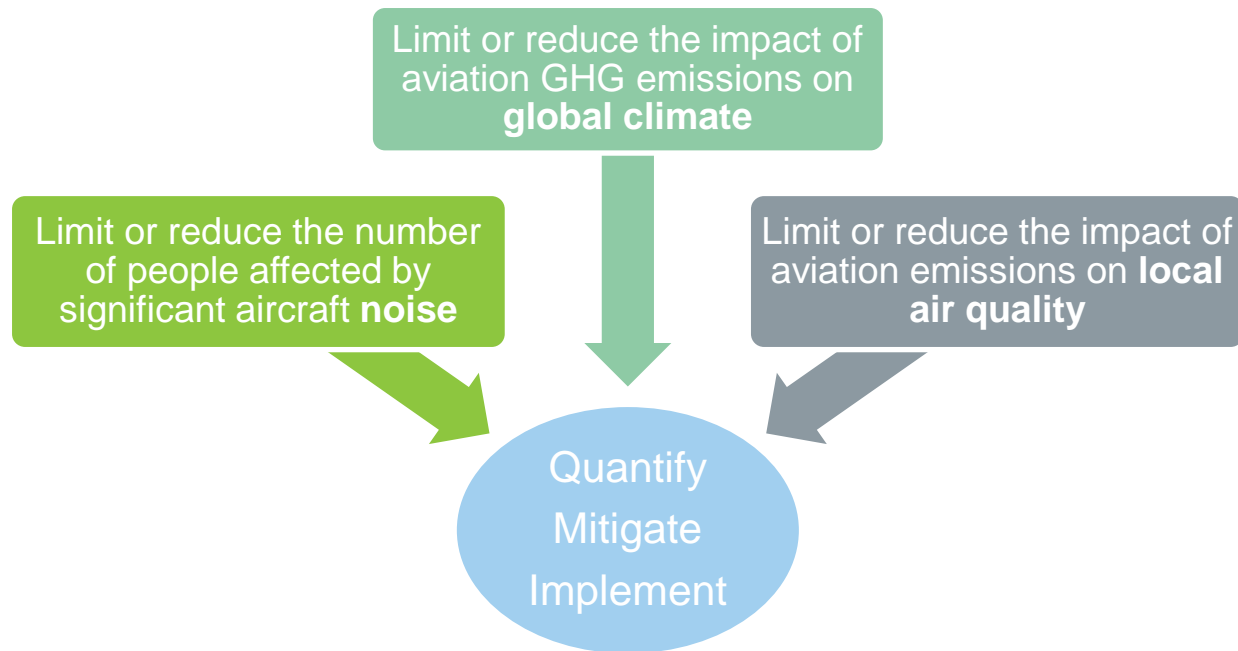 Limit or reduce the impact of
aviation GHG emissions on
global climate
Limit or reduce the number
of people affected by
significant aircraft noise
Limit or reduce the impact of
aviation emissions on local
air quality
Quantify
Mitigate
Implement